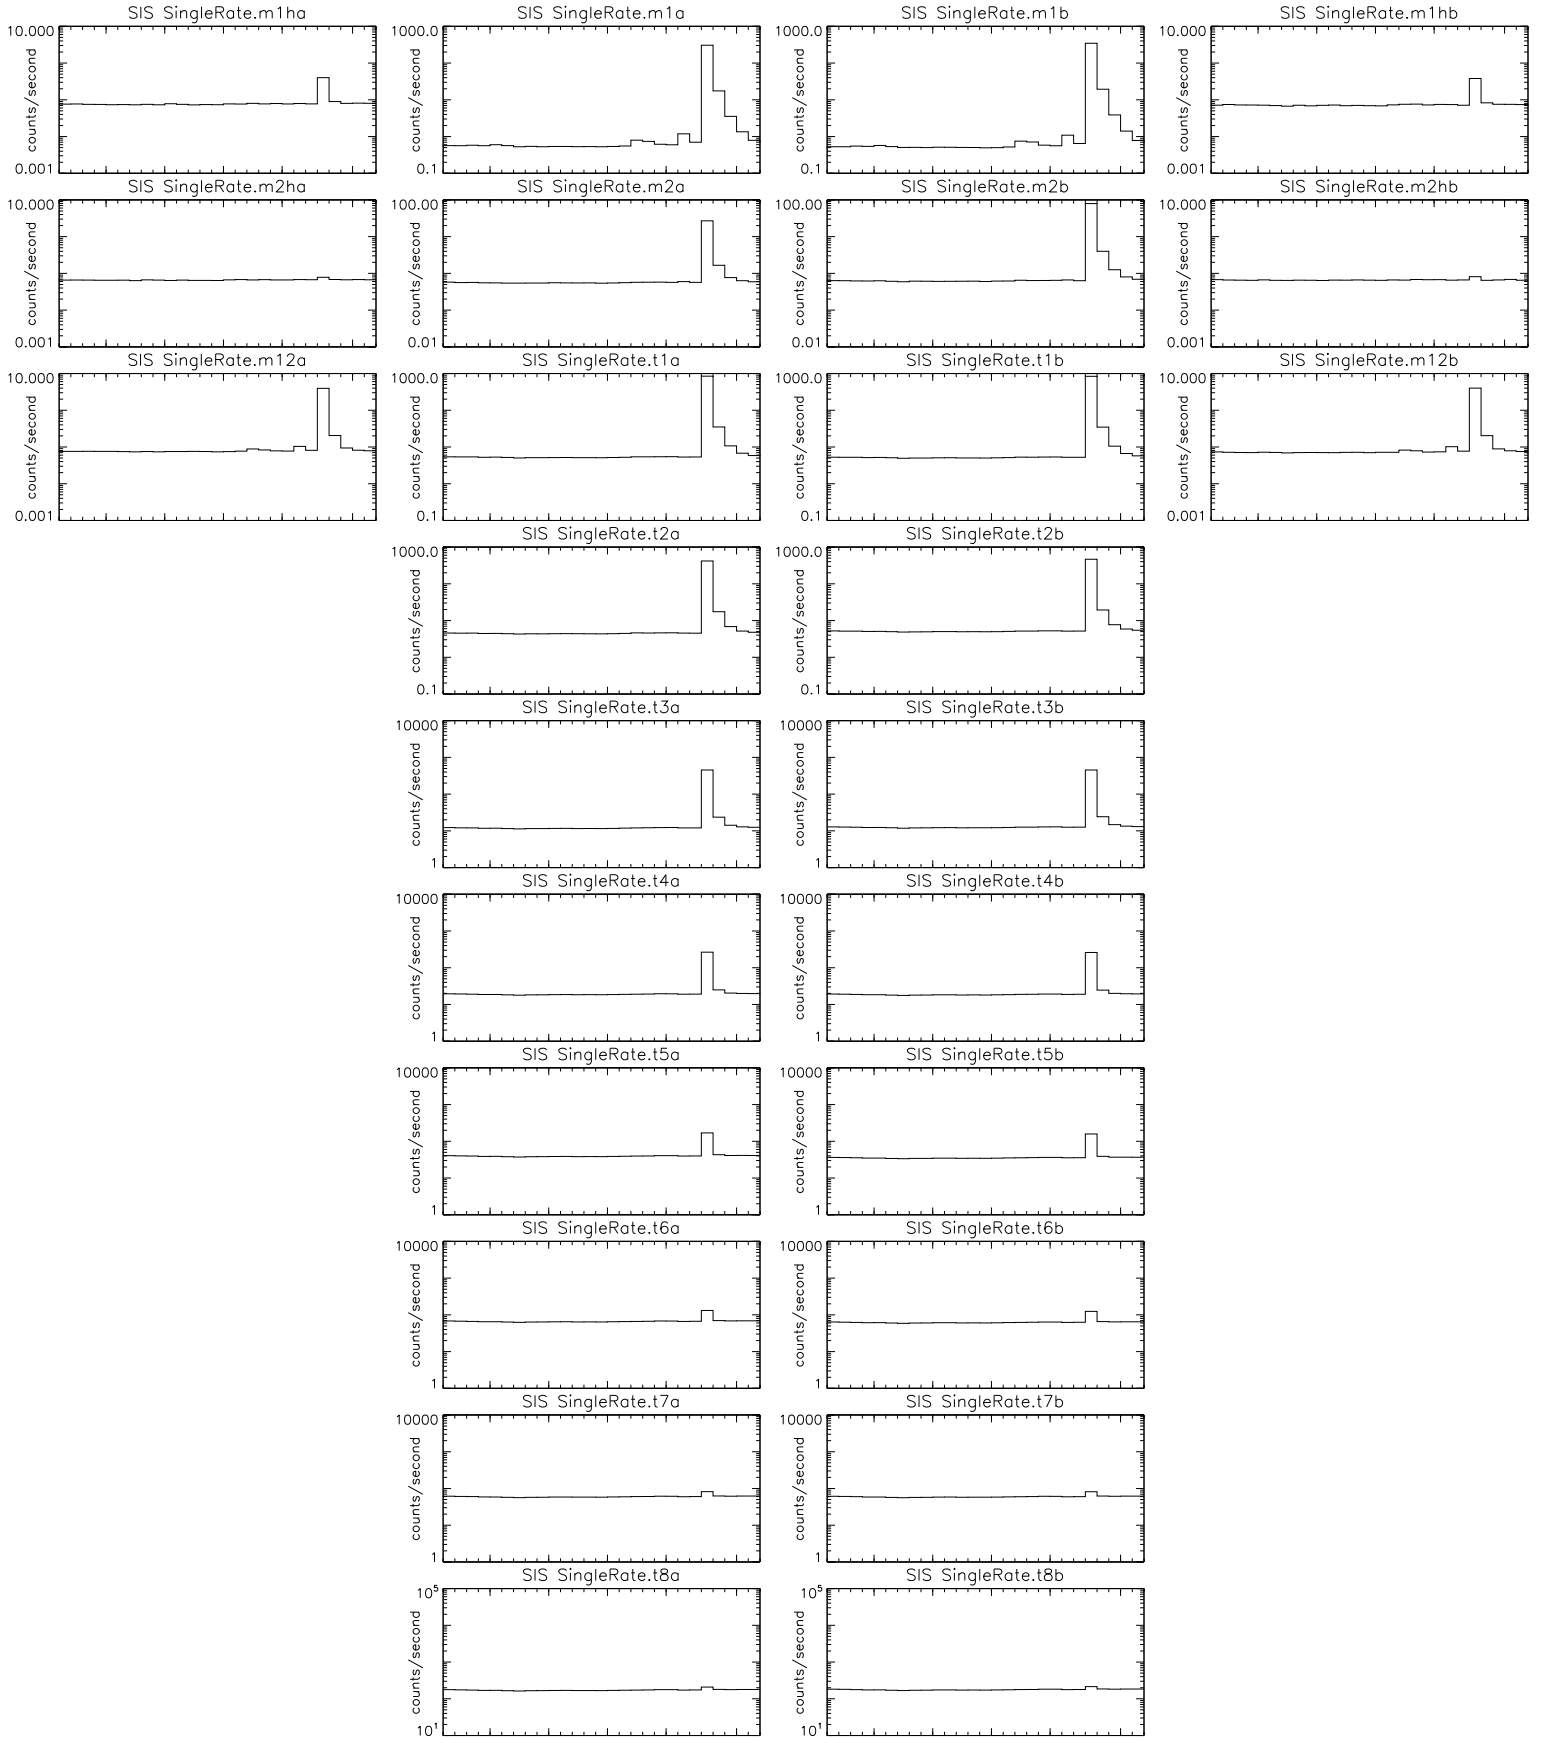 SIS SingleRate.m1ha
10.000
counts/second
0.001
SIS SingleRate.m1a
1000.0
counts/second
0.1
SIS SingleRate.m1b
1000.0
counts/second
0.1
SIS SingleRate.m1hb
10.000
counts/second
0.001
SIS SingleRate.m2ha
10.000
counts/second
0.001
SIS SingleRate.m2a
100.00
counts/second
0.01
SIS SingleRate.m2b
100.00
counts/second
0.01
SIS SingleRate.m2hb
10.000
counts/second
0.001
SIS SingleRate.m12a
10.000
counts/second
0.001
SIS SingleRate.t1a
1000.0
counts/second
0.1
SIS SingleRate.t1b
1000.0
counts/second
0.1
SIS SingleRate.m12b
10.000
counts/second
0.001
SIS SingleRate.t2a
1000.0
counts/second
0.1
SIS SingleRate.t2b
1000.0
counts/second
0.1
SIS SingleRate.t3a
10000
counts/second
1
SIS SingleRate.t3b
10000
counts/second
1
SIS SingleRate.t4a
10000
counts/second
1
SIS SingleRate.t4b
10000
counts/second
1
SIS SingleRate.t5a
10000
counts/second
1
SIS SingleRate.t5b
10000
counts/second
1
SIS SingleRate.t6a
10000
counts/second
1
SIS SingleRate.t6b
10000
counts/second
1
SIS SingleRate.t7a
10000
counts/second
1
SIS SingleRate.t7b
10000
counts/second
1
SIS SingleRate.t8a
10⁵
counts/second
10¹
SIS SingleRate.t8b
10⁵
counts/second
10¹